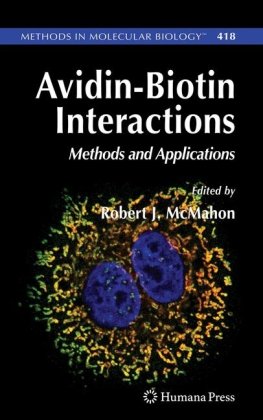 METHODS IN MOLECULAR BIOLOGY™ 418
Avidin-Biotin
Interactions
Methods and Applications
Edited by
Robert J. McMahon
Humana Press